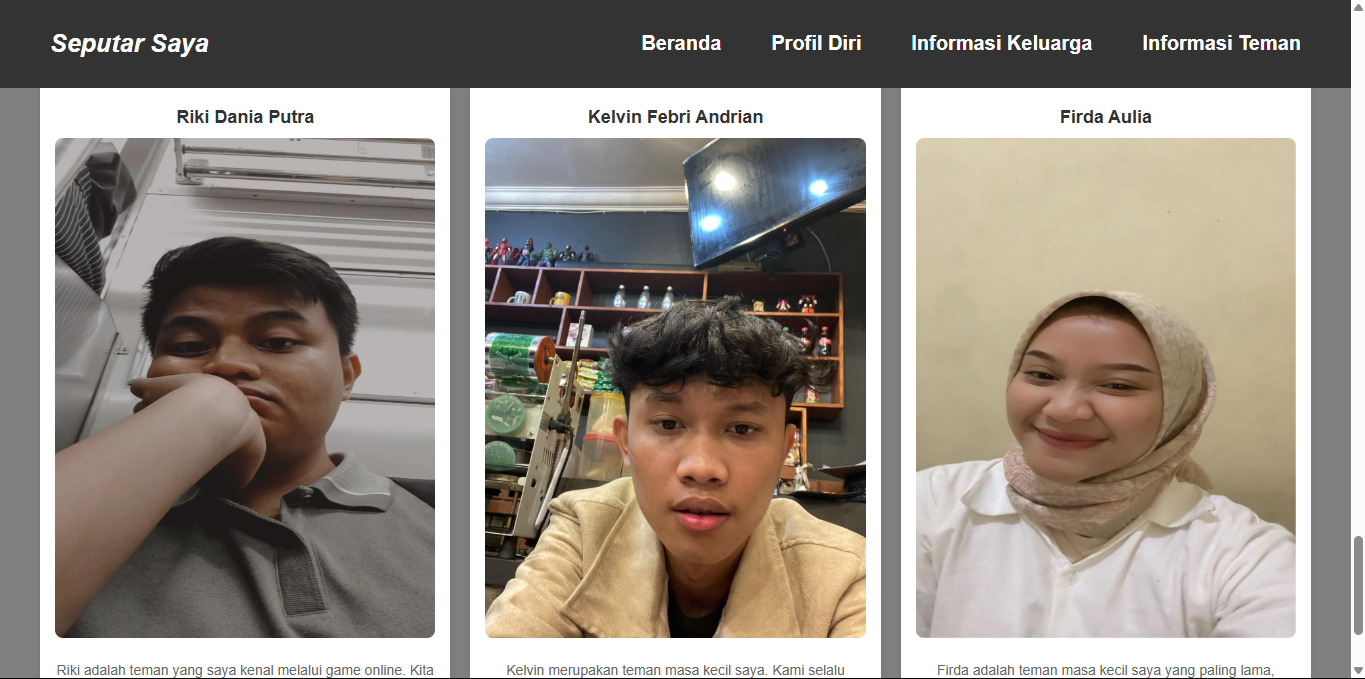 Seputar Saya
Beranda Profil Diri Informasi Keluarga Informasi Teman
Riki Dania Putra
Kelvin Febri Andrian
Firda Aulia
Riki adalah teman yang saya kenal melalui game online. Kita
Kelvin merupakan teman masa kecil saya. Kami selalu
Firda adalah teman masa kecil saya yang paling lama,